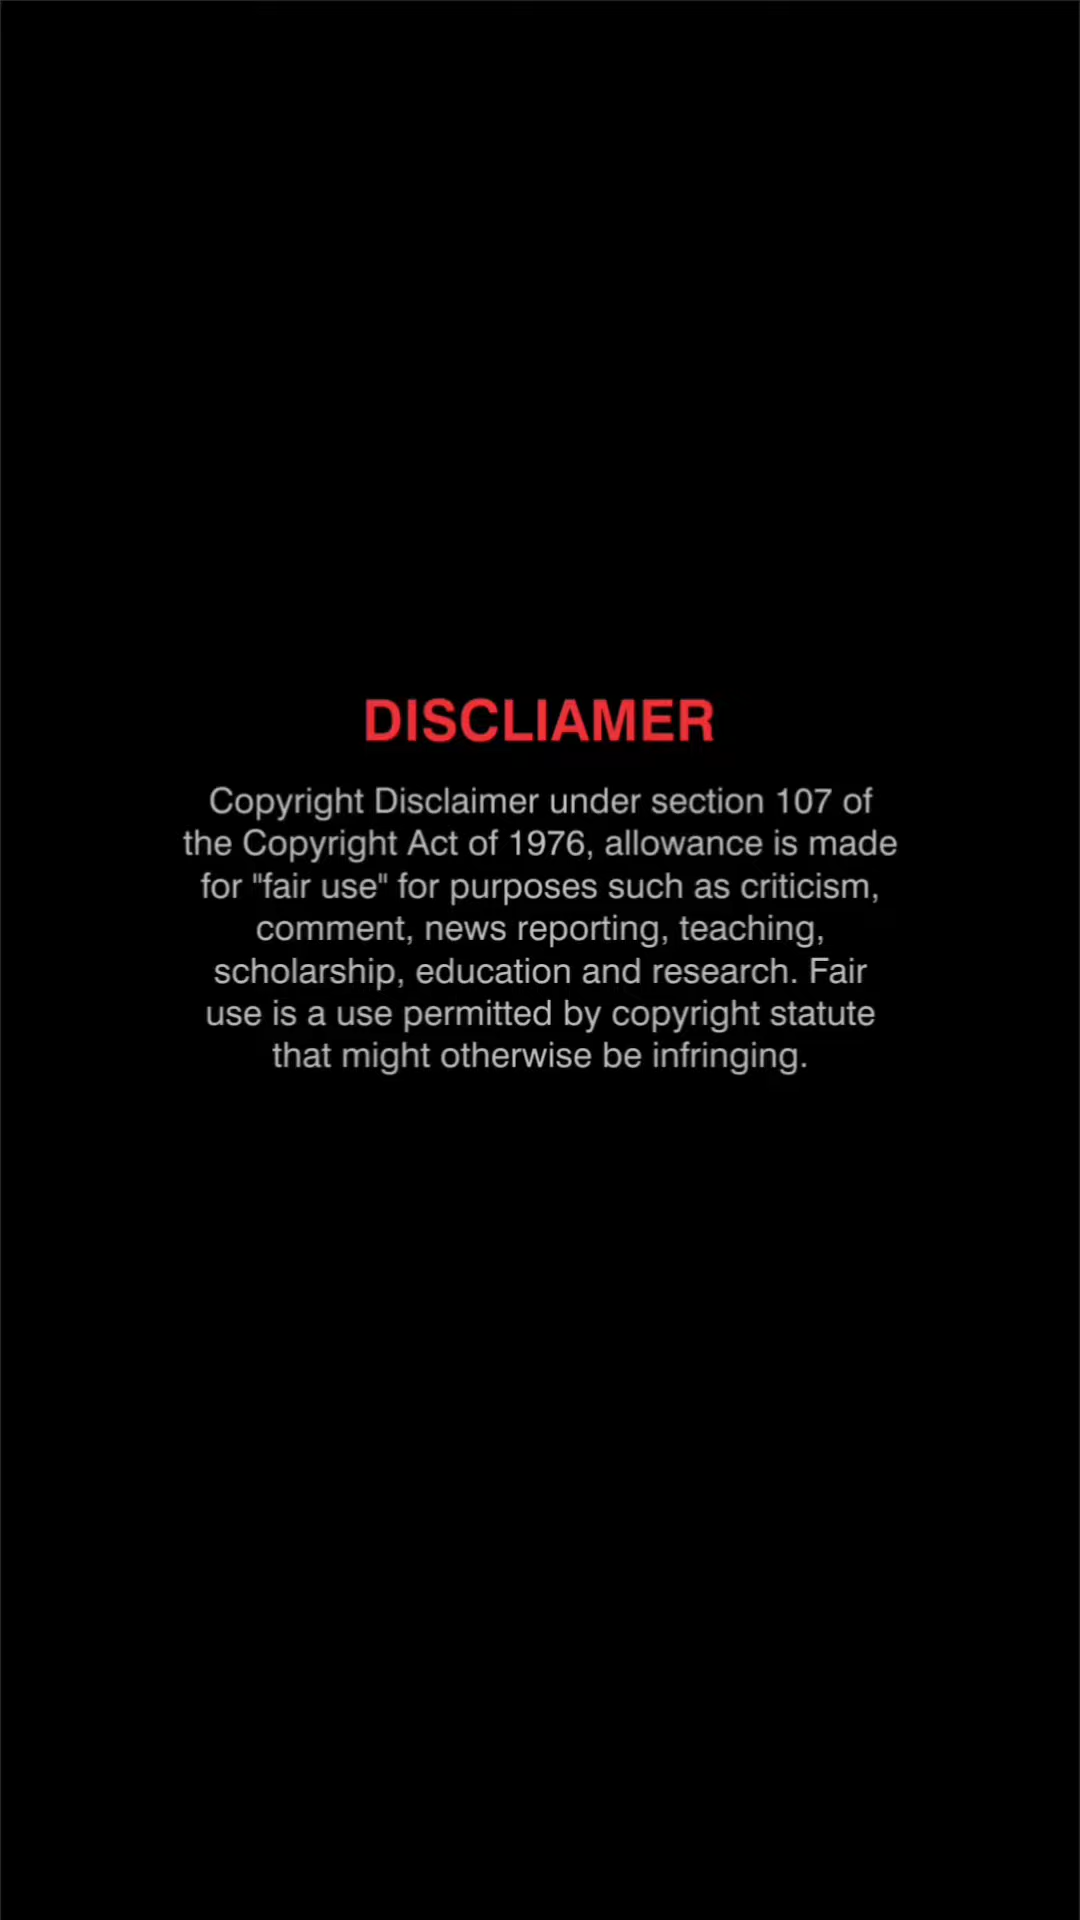 DISCLIAMER
Copyright Disclaimer under section 107 of
the Copyright Act of 1976, allowance is made
for "fair use" for purposes such as criticism,
comment, news reporting, teaching,
scholarship, education and research. Fair
use is a use permitted by copyright statute
that might otherwise be infringing.